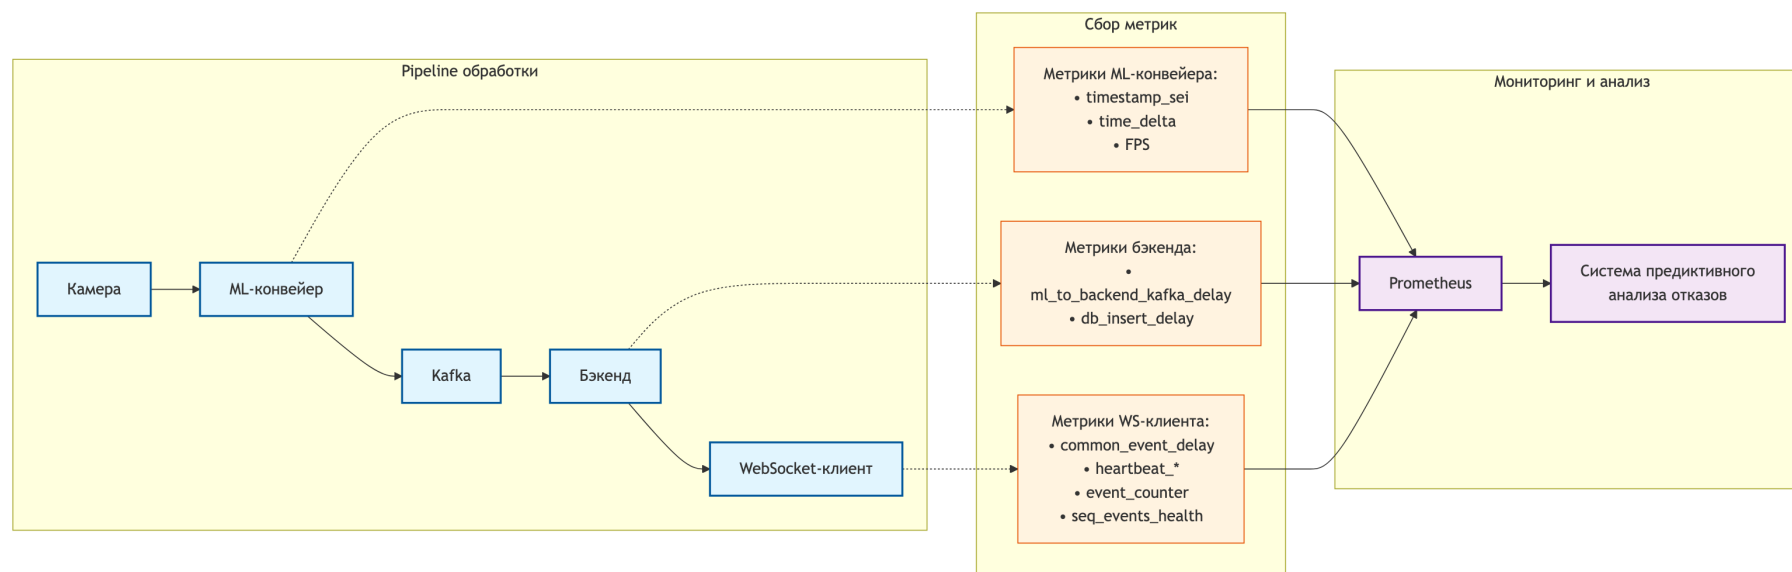 Pipeline обработки
Камера
ML-конвейер
Kafka
Бэкенд
WebSocket-клиент
Сбор метрик
Метрики ML-конвейера:
• timestamp_sei
• time_delta
• FPS
Метрики бэкенда:
•
ml_to_backend_kafka_delay
• db_insert_delay
Метрики WS-клиента:
• common_event_delay
• heartbeat_*
• event_counter
• seq_events_health
Мониторинг и анализ
Prometheus
Система предиктивного
анализа отказов